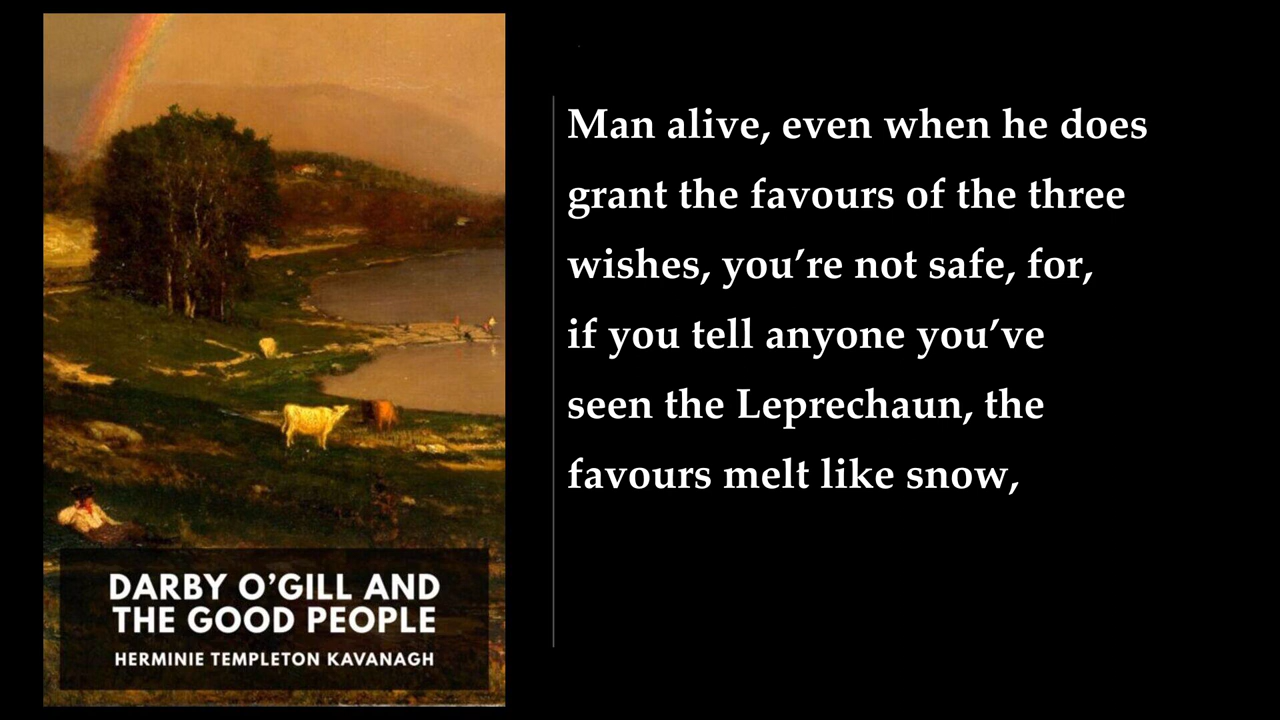 Man alive, even when he does
grant the favours of the three
wishes, you’re not safe, for,
if you tell anyone you’ve
seen the Leprechaun, the
favours melt like snow,
DARBY O’GILL AND
THE GOOD PEOPLE
HERMINIE TEMPLETON KAVANAGH